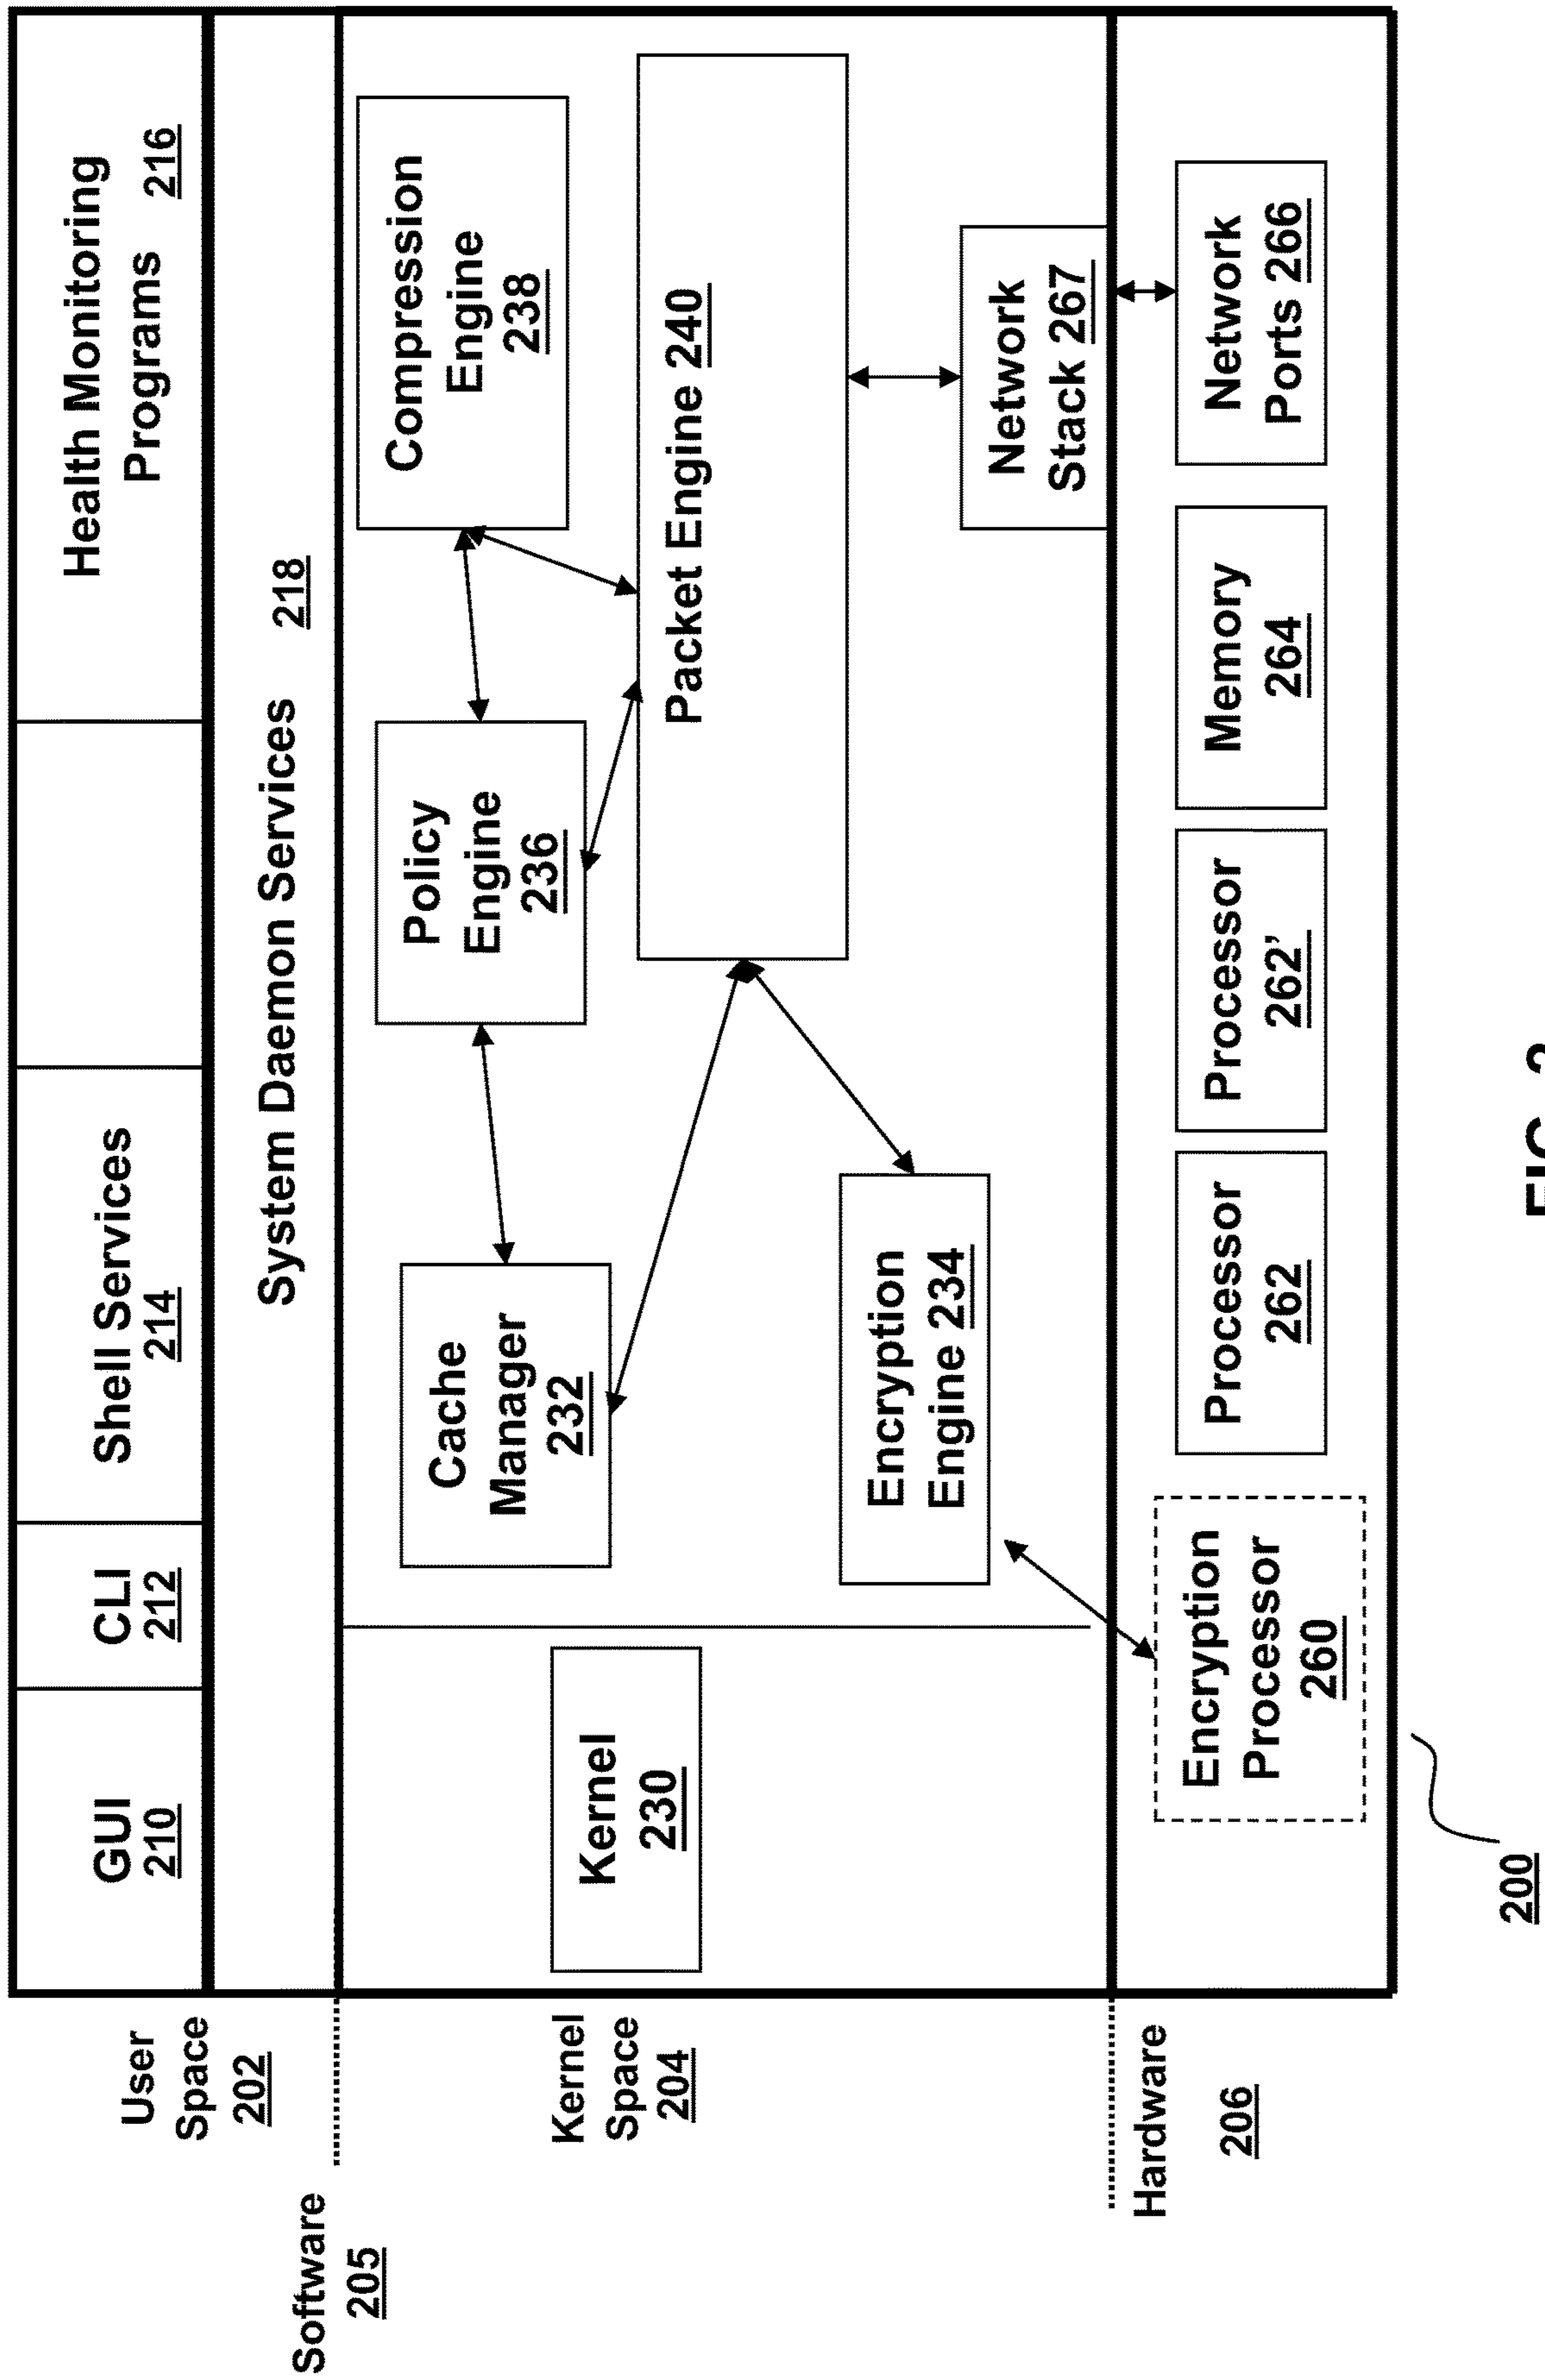 User
Space
202
GUI
210
CLI
212
Shell Services
214
Health Monitoring
Programs 216
System Daemon Services 218
Software
205
Kernel
Space
204
Kernel
230
Cache
Manager
232
Policy
Engine
236
Compression
Engine
238
Packet Engine 240
Encryption
Engine 234
Network
Stack 267
Hardware
206
Encryption
Processor
260
Processor
262
Processor
262’
Memory
264
Network
Ports 266
200